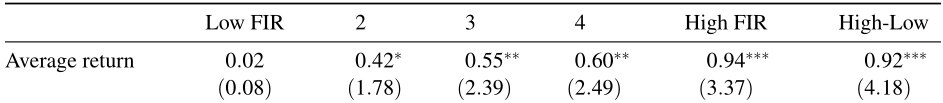 Low FIR 2 3 4 High FIR High-Low
Average return 0.02 0.42* 0.55** 0.60** 0.94*** 0.92***
(0.08) (1.78) (2.39) (2.49) (3.37) (4.18)